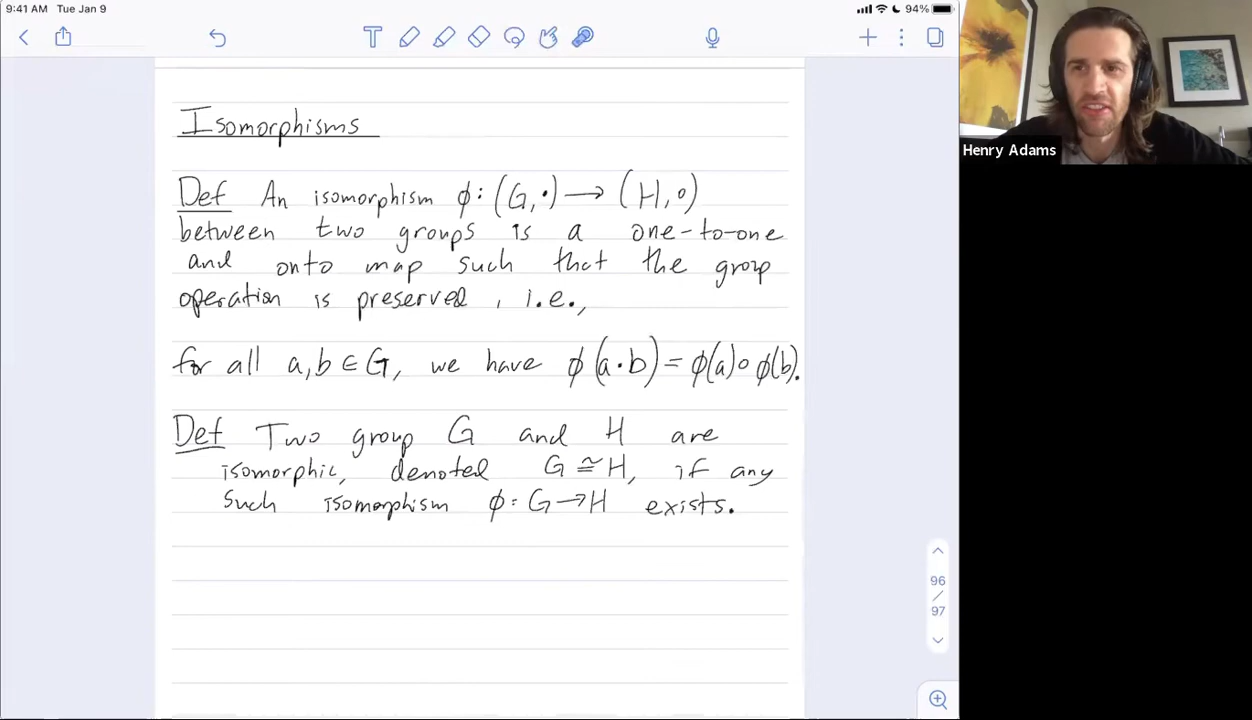 9:41 AM Tue Jan 9
94%
Isomorphisms
Def An isomorphism ϕ: (G, ·) → (H, ∘)
between two groups is a one-to-one
and onto map such that the group
operation is preserved, i.e.,
for all a, b ∈ G, we have ϕ(a · b) = ϕ(a) ∘ ϕ(b).
Def Two group G and H are
isomorphic, denoted G ≅ H, if any
such isomorphism ϕ: G → H exists.
96
/
97
Henry Adams